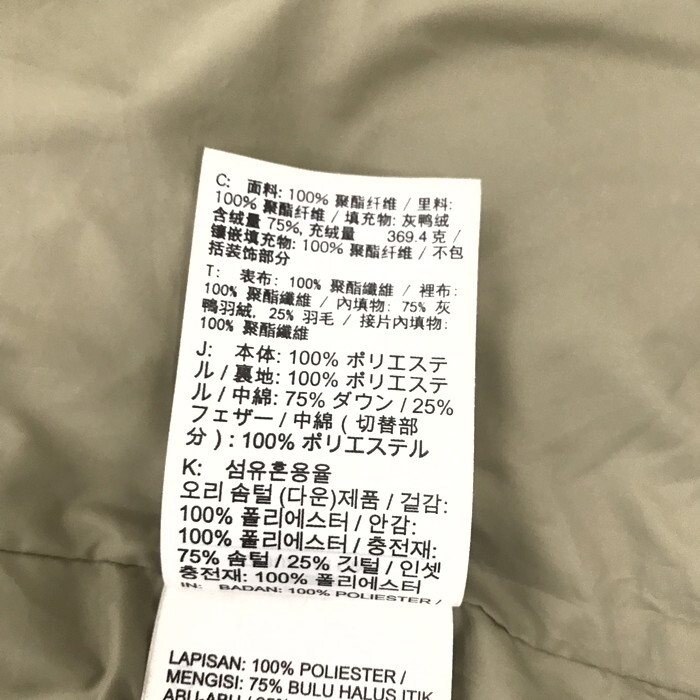 C: 面料: 100% 聚酯纤维 / 里料:
100% 聚酯纤维 / 填充物: 灰鸭绒
含绒量 75%, 充绒量 369.4 克 /
镶嵌填充物: 100% 聚酯纤维 / 不包
括装饰部分
T: 表布: 100% 聚酯纖維 / 裡布:
100% 聚酯纖維 / 內填物: 75% 灰
鴨羽絨, 25% 羽毛 / 接片內填物:
100% 聚酯纖維
J: 本体: 100% ポリエステ
ル / 裏地: 100% ポリエステ
ル / 中綿: 75% ダウン / 25%
フェザー / 中綿 ( 切替部
分 ) : 100% ポリエステル
K: 섬유혼용율
오리 솜털 (다운)제품 / 겉감:
100% 폴리에스터 / 안감:
100% 폴리에스터 / 충전재:
75% 솜털 / 25% 깃털 / 인셋
충전재: 100% 폴리에스터
IN: BADAN: 100% POLIESTER /
LAPISAN: 100% POLIESTER /
MENGISI: 75% BULU HALUS ITIK
ABU-ABU /